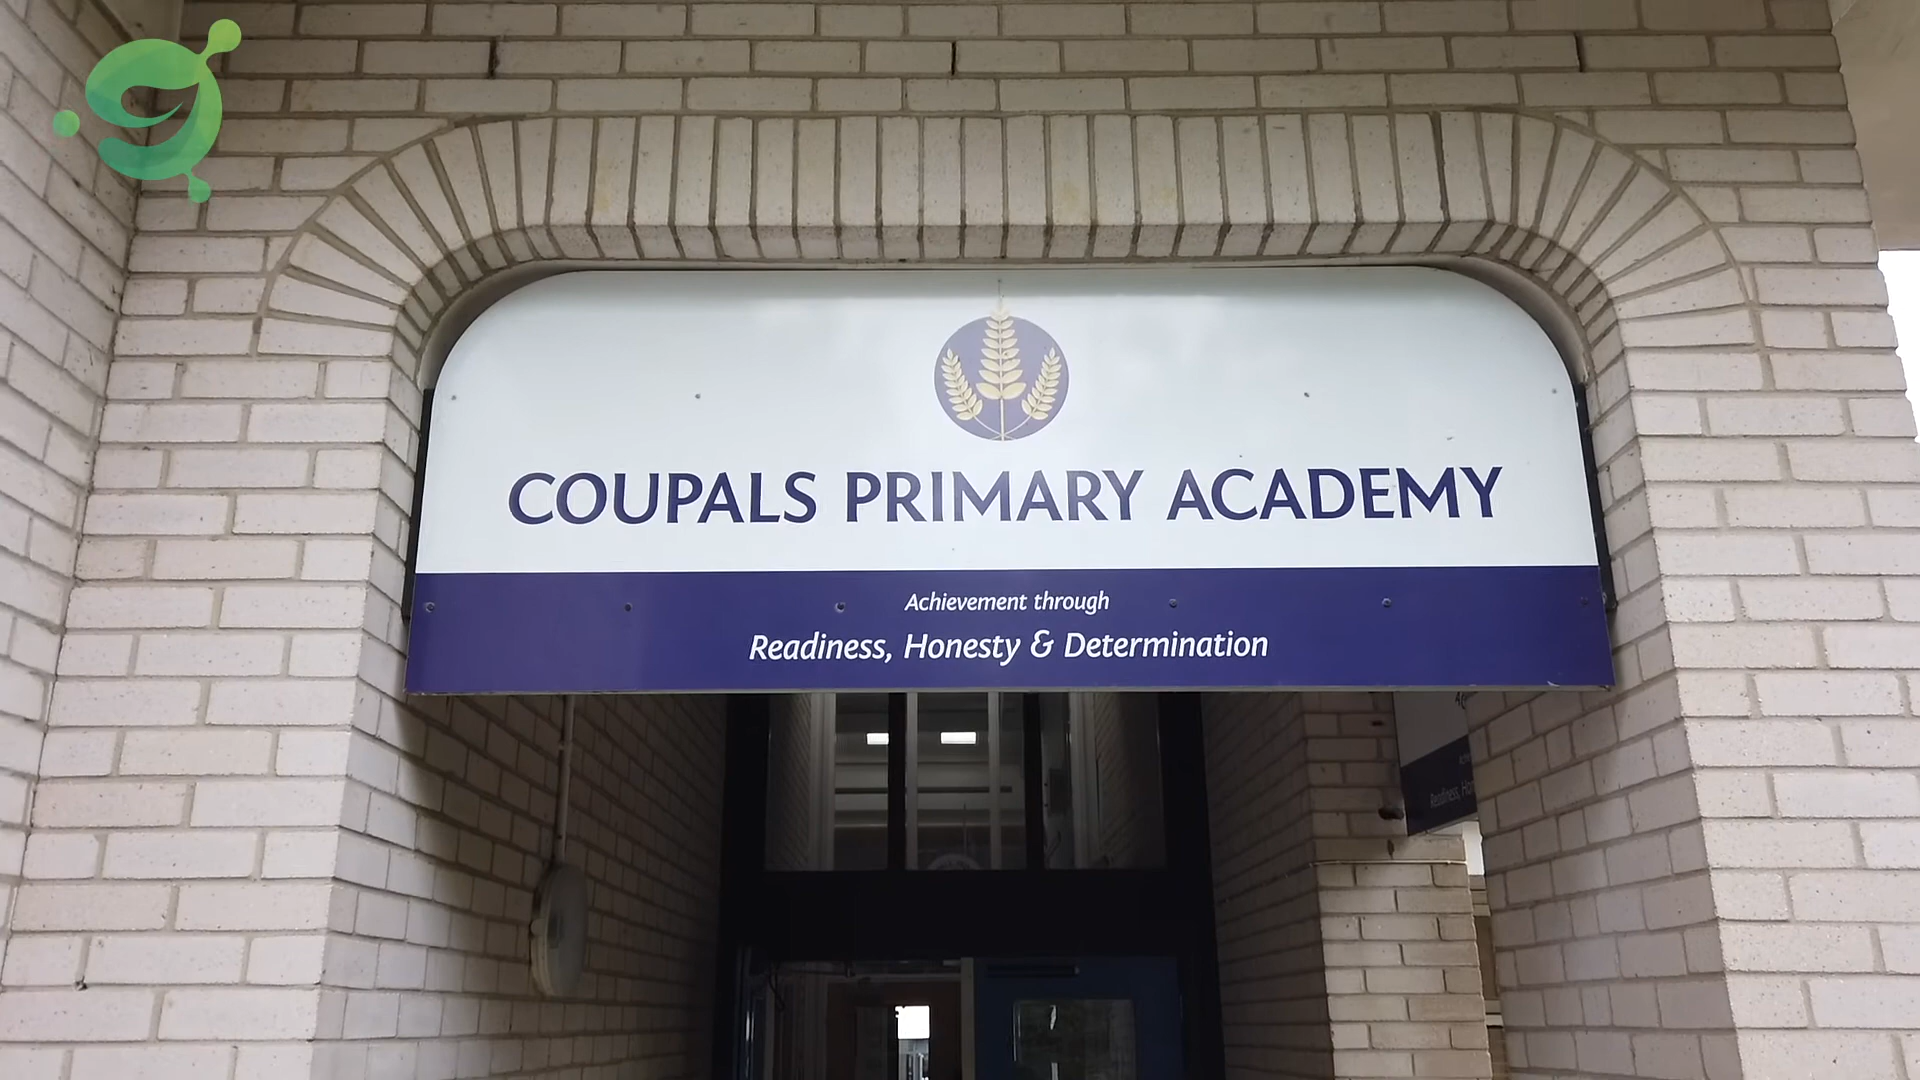 COUPALS PRIMARY ACADEMY
Achievement through
Readiness, Honesty & Determination